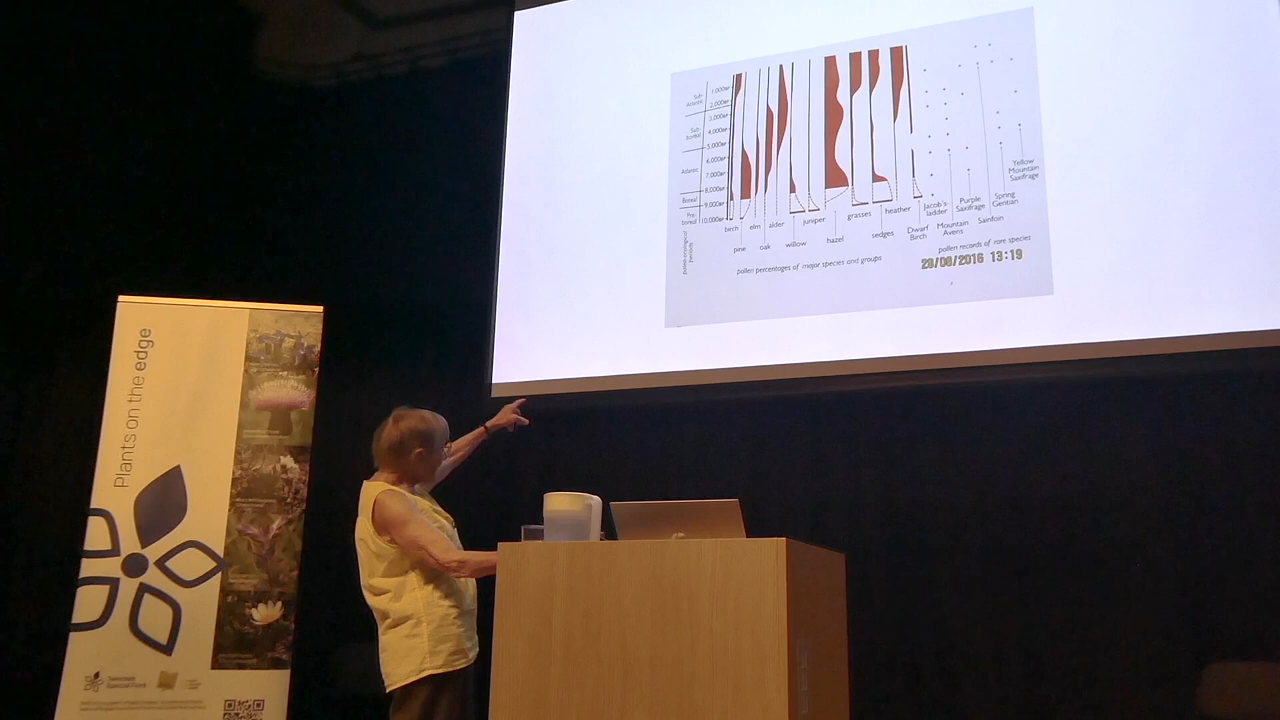 Sub-
Atlantic
Sub-
boreal
Atlantic
Boreal
Pre-
boreal
1,000BP
2,000BP
3,000BP
4,000BP
5,000BP
6,000BP
7,000BP
8,000BP
9,000BP
10,000BP
birch
pine
elm
oak
alder
willow
juniper
hazel
grasses
sedges
heather
Dwarf
Birch
Jacob's
ladder
Mountain
Avens
Purple
Saxifrage
Sainfoin
Spring
Gentian
Yellow
Mountain
Saxifrage
pollen percentages of major species and groups
pollen records of rare species
28/08/2016 13:19
Plants on the edge